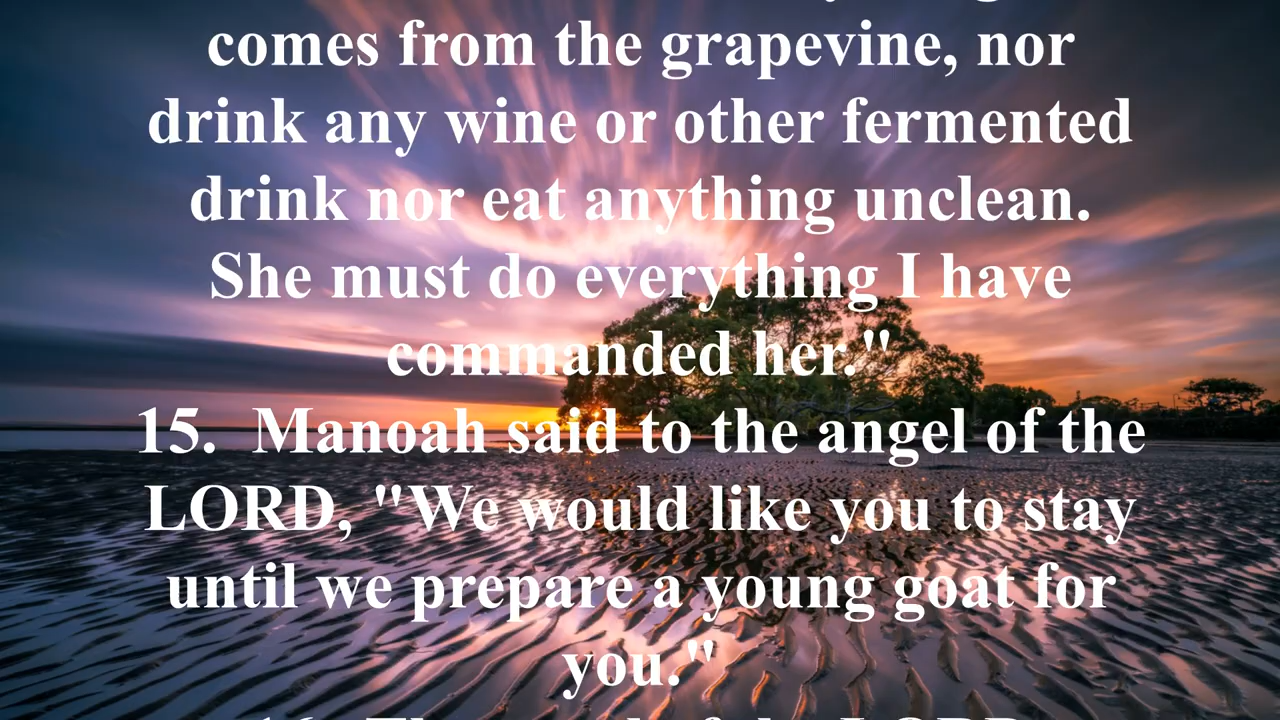 comes from the grapevine, nor
drink any wine or other fermented
drink nor eat anything unclean.
She must do everything I have
commanded her."
15.  Manoah said to the angel of the
LORD, "We would like you to stay
until we prepare a young goat for
you."